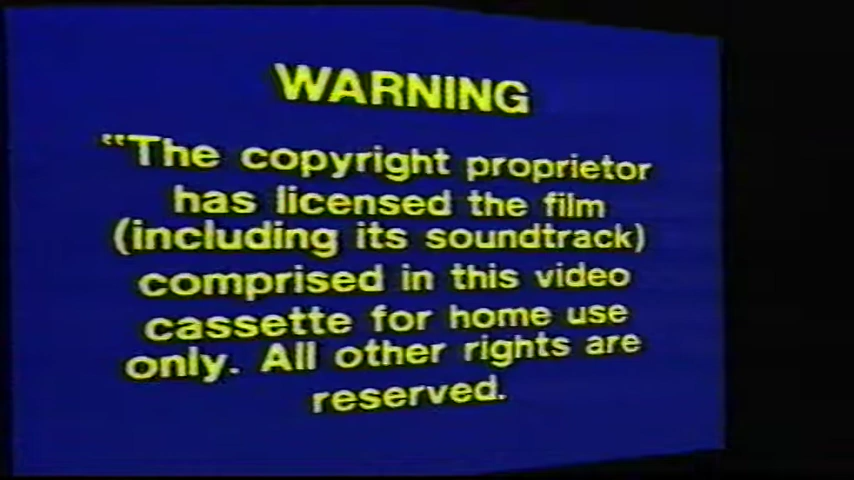 WARNING
“The copyright proprietor
has licensed the film
(including its soundtrack)
comprised in this video
cassette for home use
only. All other rights are
reserved.